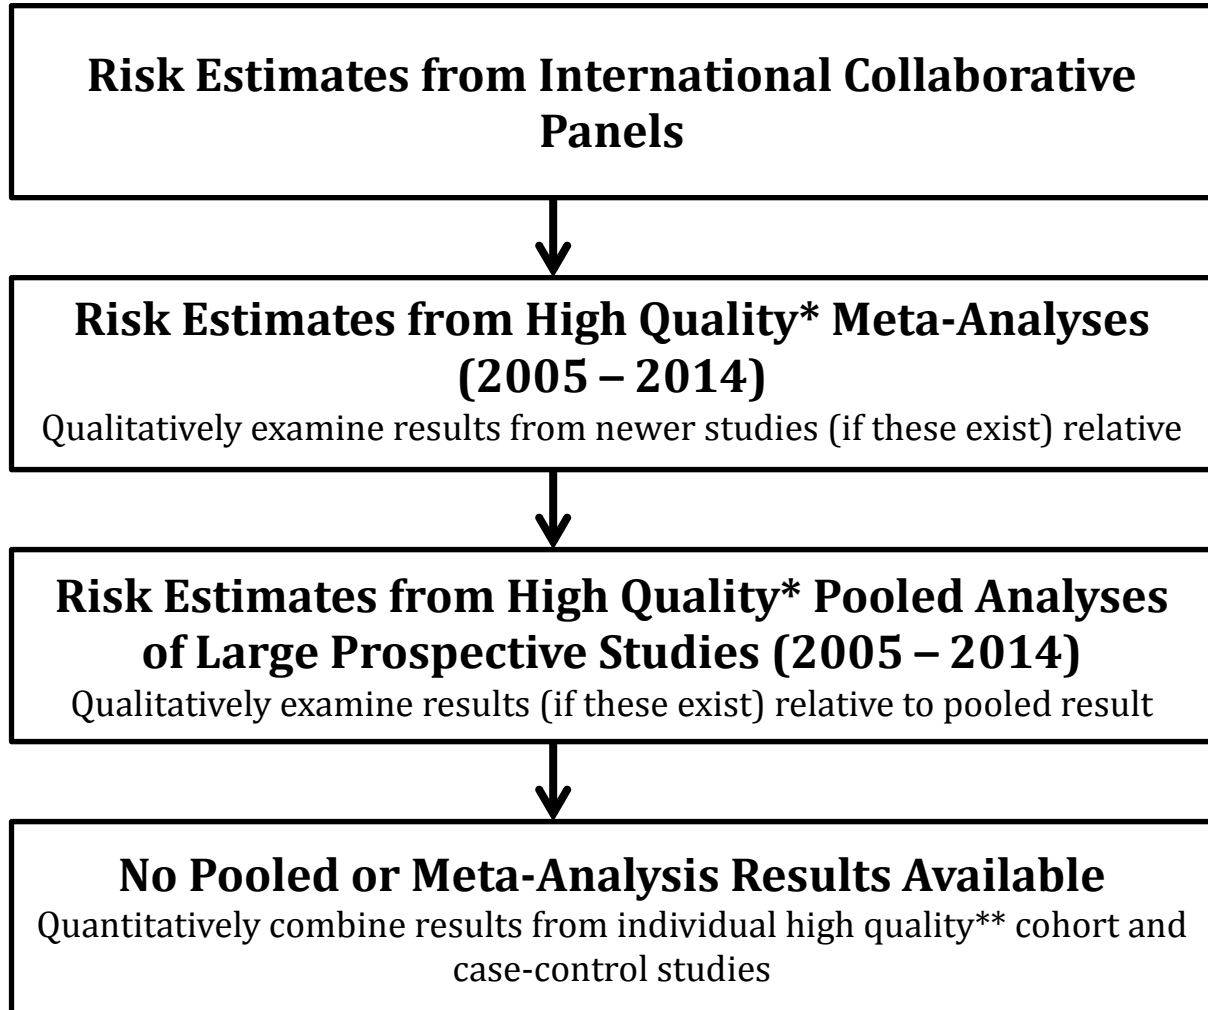 Risk Estimates from International Collaborative
Panels
Risk Estimates from High Quality* Meta-Analyses
(2005 – 2014)
Qualitatively examine results from newer studies (if these exist) relative
Risk Estimates from High Quality* Pooled Analyses
of Large Prospective Studies (2005 – 2014)
Qualitatively examine results (if these exist) relative to pooled result
No Pooled or Meta-Analysis Results Available
Quantitatively combine results from individual high quality** cohort and
case-control studies